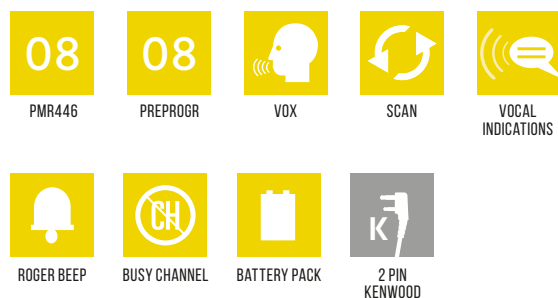 08 08
PMR446 PREPROGR VOX SCAN VOCAL
INDICATIONS
CH K
ROGER BEEP BUSY CHANNEL BATTERY PACK 2 PIN
KENWOOD